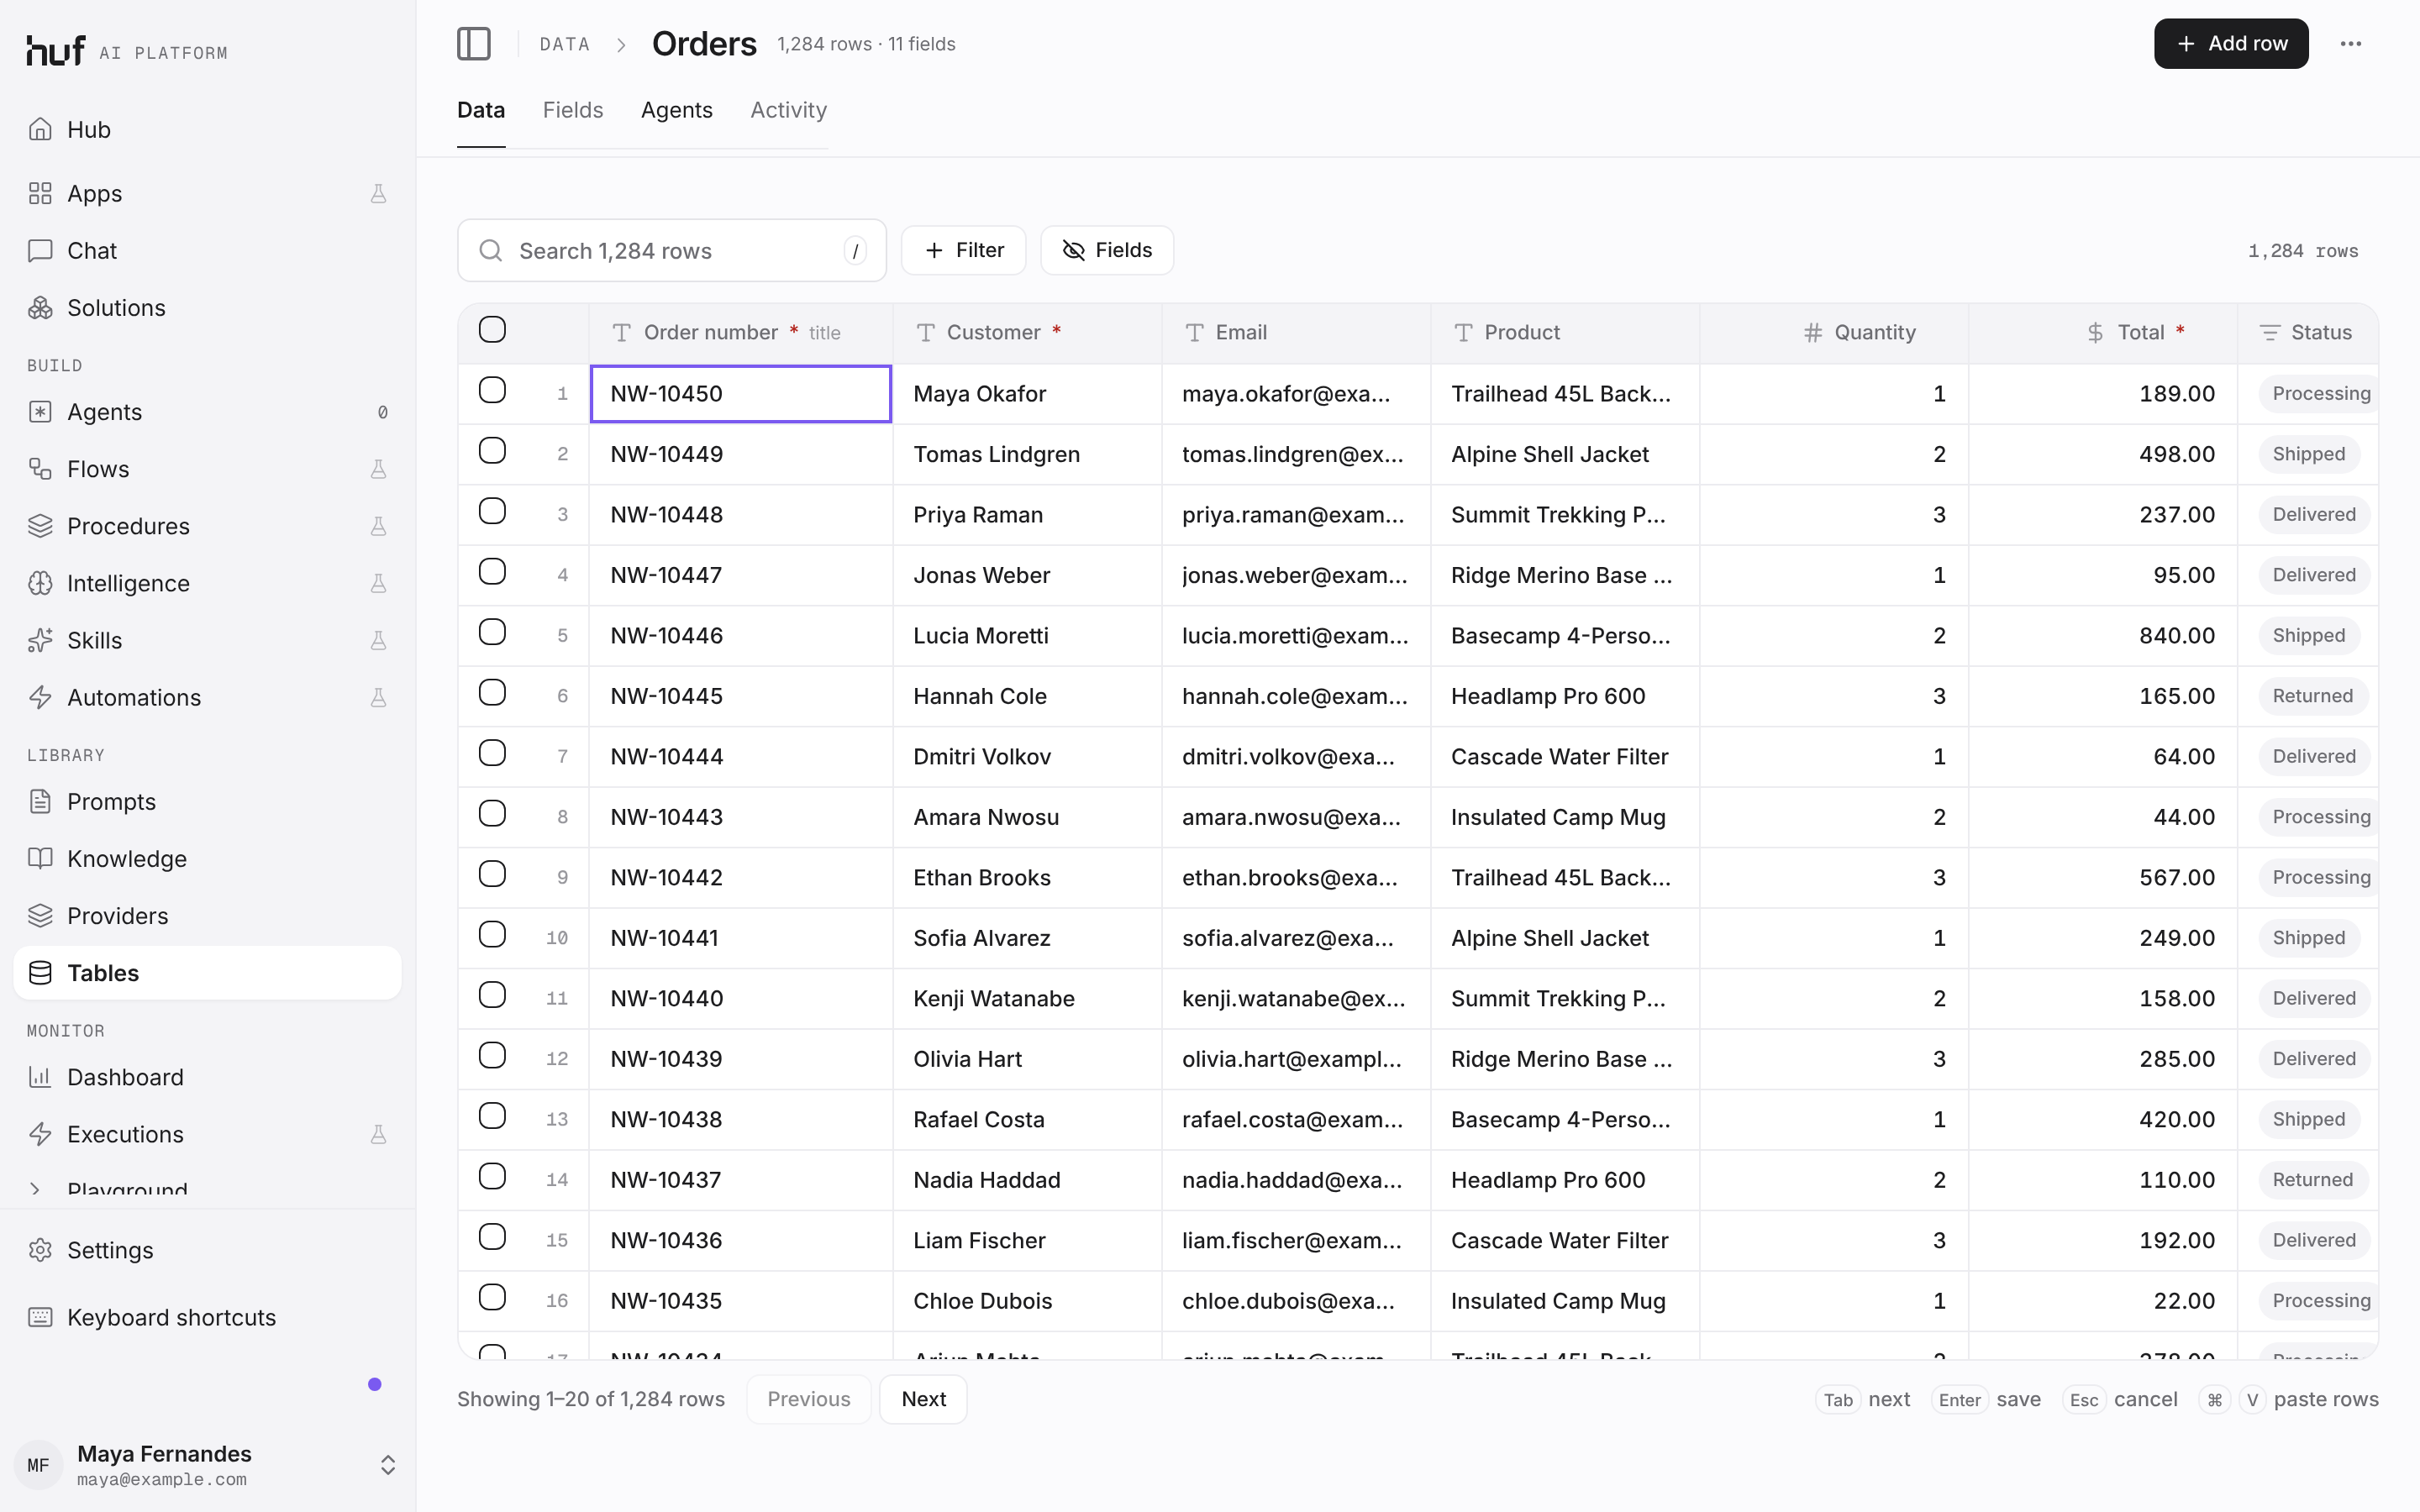 huf AI PLATFORM
Hub
Apps
Chat
Solutions
BUILD
Agents 0
Flows
Procedures
Intelligence
Skills
Automations
LIBRARY
Prompts
Knowledge
Providers
Tables
MONITOR
Dashboard
Executions
Playground
Settings
Keyboard shortcuts
MF Maya Fernandes
maya@example.com
DATA > Orders 1,284 rows · 11 fields
+ Add row ...
Data Fields Agents Activity
Search 1,284 rows /
+ Filter
Fields
1,284 rows
Order number * title Customer * Email Product # Quantity $ Total * Status
1 NW-10450 Maya Okafor maya.okafor@exa... Trailhead 45L Back... 1 189.00 Processing
2 NW-10449 Tomas Lindgren tomas.lindgren@ex... Alpine Shell Jacket 2 498.00 Shipped
3 NW-10448 Priya Raman priya.raman@exam... Summit Trekking P... 3 237.00 Delivered
4 NW-10447 Jonas Weber jonas.weber@exam... Ridge Merino Base ... 1 95.00 Delivered
5 NW-10446 Lucia Moretti lucia.moretti@exam... Basecamp 4-Perso... 2 840.00 Shipped
6 NW-10445 Hannah Cole hannah.cole@exam... Headlamp Pro 600 3 165.00 Returned
7 NW-10444 Dmitri Volkov dmitri.volkov@exa... Cascade Water Filter 1 64.00 Delivered
8 NW-10443 Amara Nwosu amara.nwosu@exa... Insulated Camp Mug 2 44.00 Processing
9 NW-10442 Ethan Brooks ethan.brooks@exa... Trailhead 45L Back... 3 567.00 Processing
10 NW-10441 Sofia Alvarez sofia.alvarez@exa... Alpine Shell Jacket 1 249.00 Shipped
11 NW-10440 Kenji Watanabe kenji.watanabe@ex... Summit Trekking P... 2 158.00 Delivered
12 NW-10439 Olivia Hart olivia.hart@exampl... Ridge Merino Base ... 3 285.00 Delivered
13 NW-10438 Rafael Costa rafael.costa@exam... Basecamp 4-Perso... 1 420.00 Shipped
14 NW-10437 Nadia Haddad nadia.haddad@exa... Headlamp Pro 600 2 110.00 Returned
15 NW-10436 Liam Fischer liam.fischer@exam... Cascade Water Filter 3 192.00 Delivered
16 NW-10435 Chloe Dubois chloe.dubois@exa... Insulated Camp Mug 1 22.00 Processing
Showing 1–20 of 1,284 rows Previous Next
Tab next Enter save Esc cancel ⌘ V paste rows